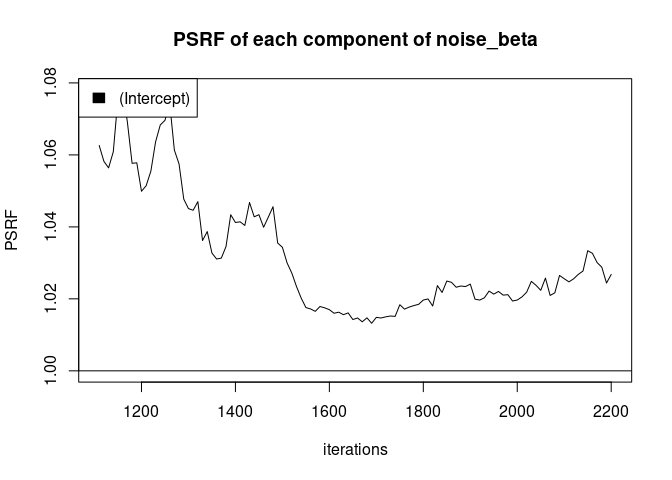 PSRF of each component of noise_beta
(Intercept)
PSRF
1.08
1.06
1.04
1.02
1.00
1200 1400 1600 1800 2000 2200
iterations